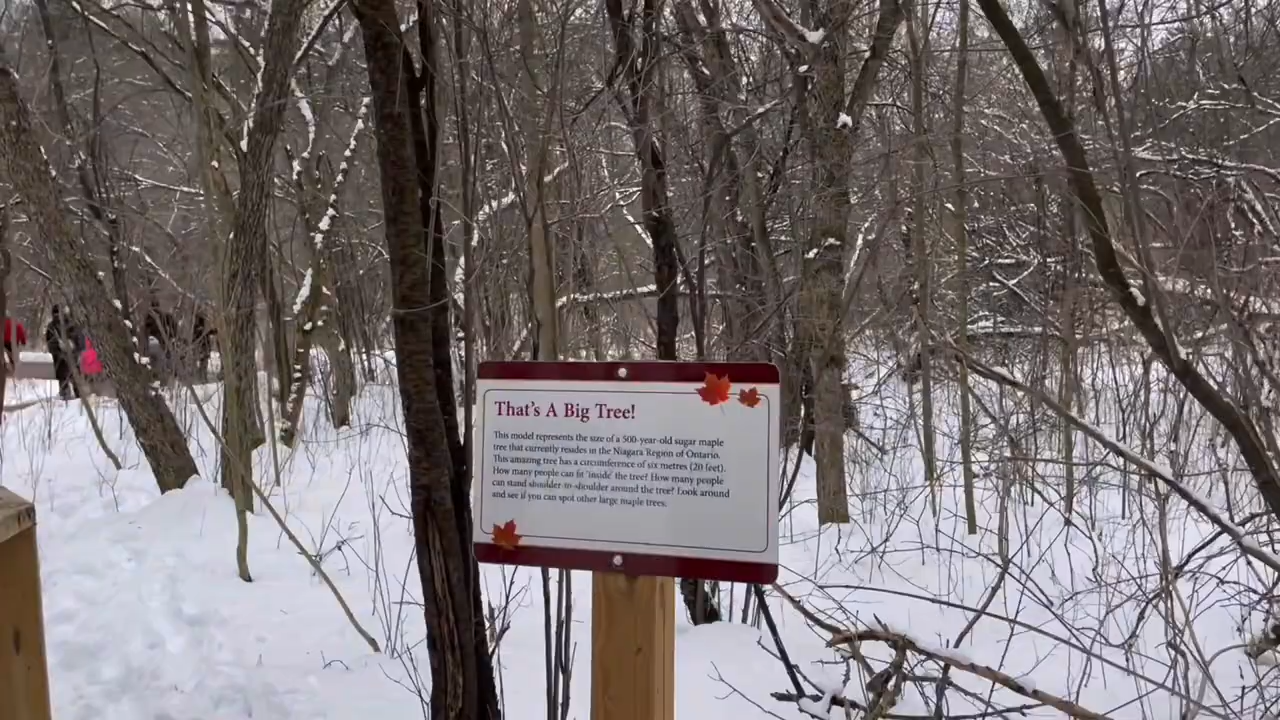 That's A Big Tree!
This model represents the size of a 500-year-old sugar maple
tree that currently resides in the Niagara Region of Ontario.
This amazing tree has a circumference of six metres (20 feet).
How many people can fit 'inside' the tree? How many people
can stand shoulder-to-shoulder around the tree? Look around
and see if you can spot other large maple trees.